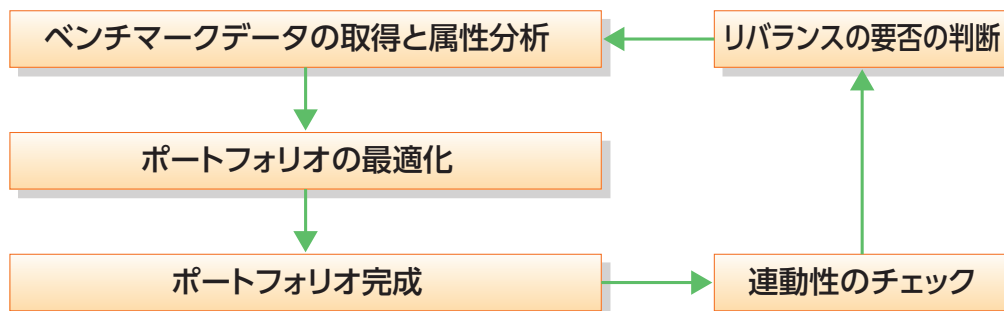 ベンチマークデータの取得と属性分析
リバランスの要否の判断
ポートフォリオの最適化
ポートフォリオ完成
連動性のチェック